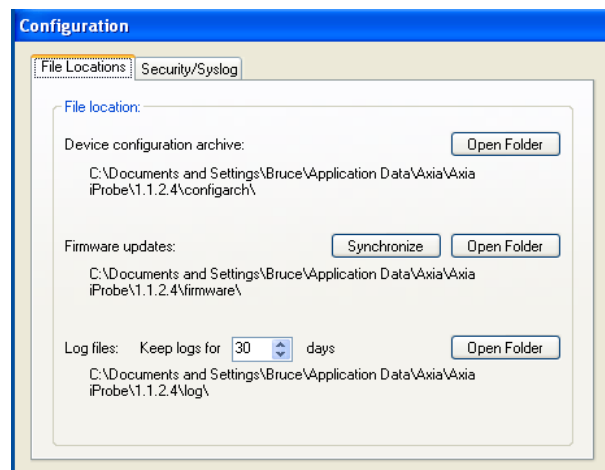 Configuration
File Locations Security/Syslog
File location:
Device configuration archive: Open Folder
C:\Documents and Settings\Bruce\Application Data\Axia\Axia
iProbe\1.1.2.4\configarch\
Firmware updates: Synchronize Open Folder
C:\Documents and Settings\Bruce\Application Data\Axia\Axia
iProbe\1.1.2.4\firmware\
Log files: Keep logs for 30 days Open Folder
C:\Documents and Settings\Bruce\Application Data\Axia\Axia
iProbe\1.1.2.4\log\